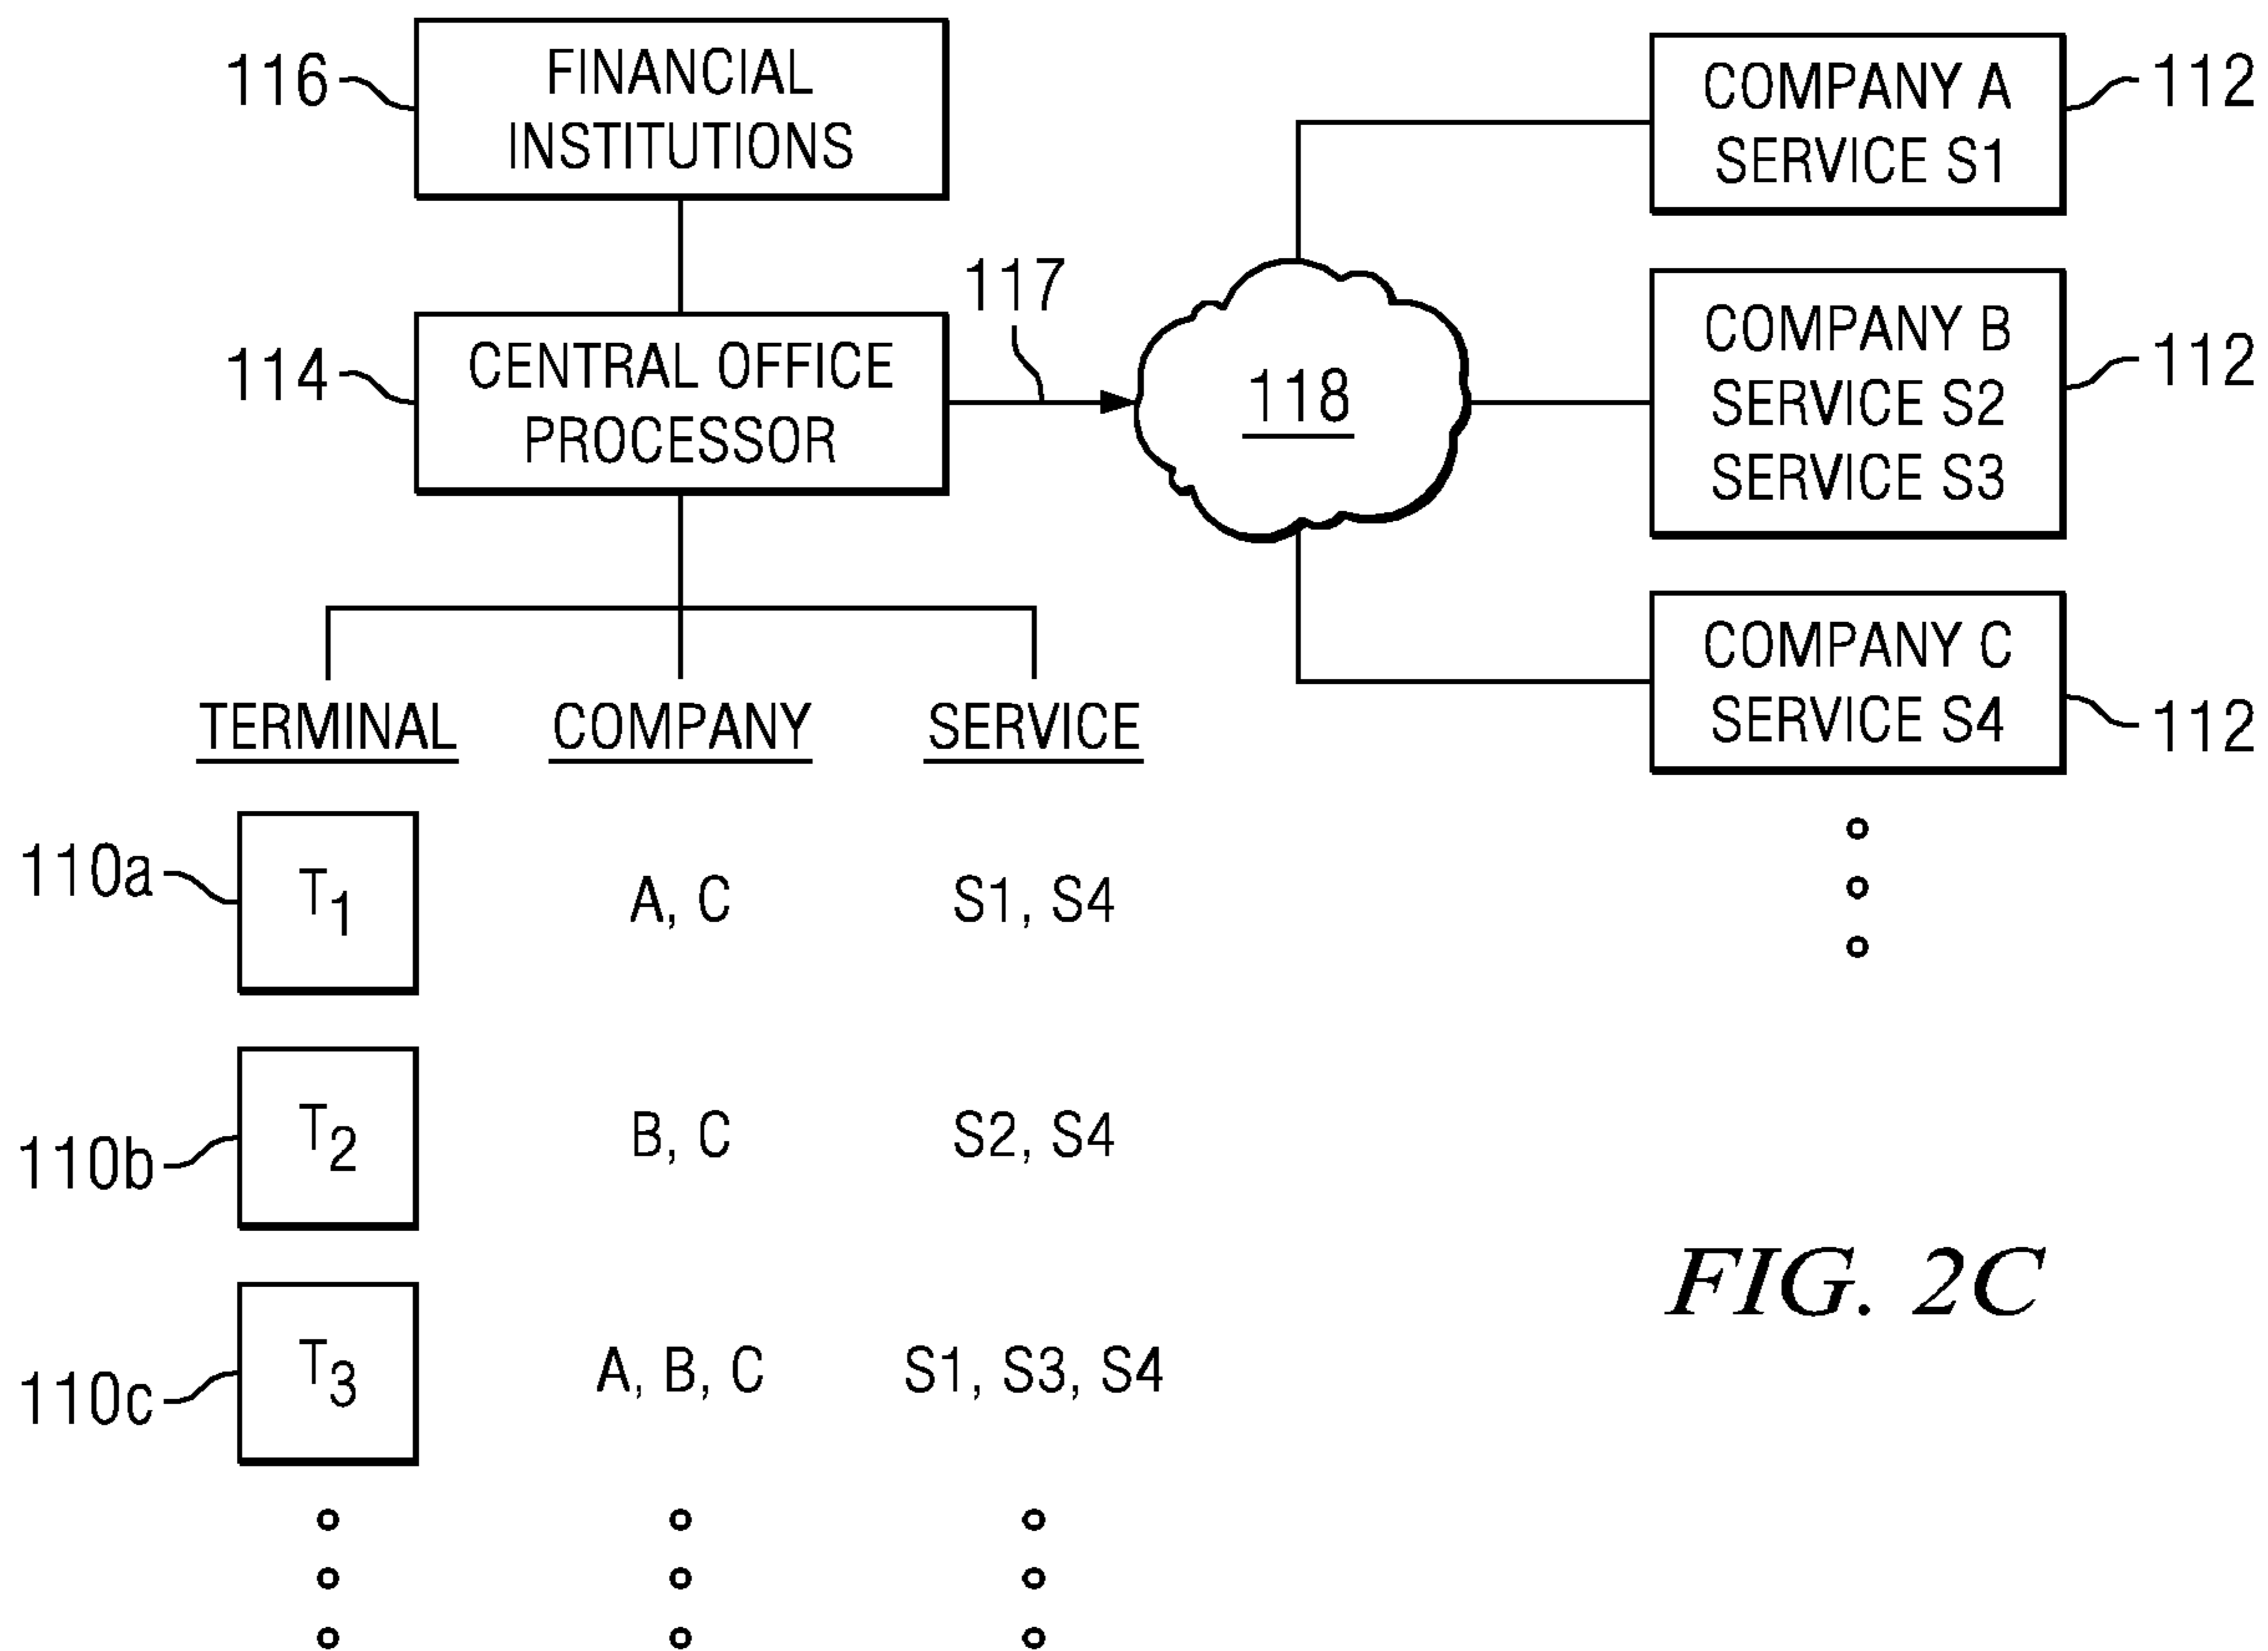 116
FINANCIAL
INSTITUTIONS
COMPANY A
SERVICE S1
112
117
114
CENTRAL OFFICE
PROCESSOR
118
COMPANY B
SERVICE S2
SERVICE S3
112
COMPANY C
SERVICE S4
112
TERMINAL COMPANY SERVICE
110a T1 A, C S1, S4
110b T2 B, C S2, S4
110c T3 A, B, C S1, S3, S4
FIG. 2C